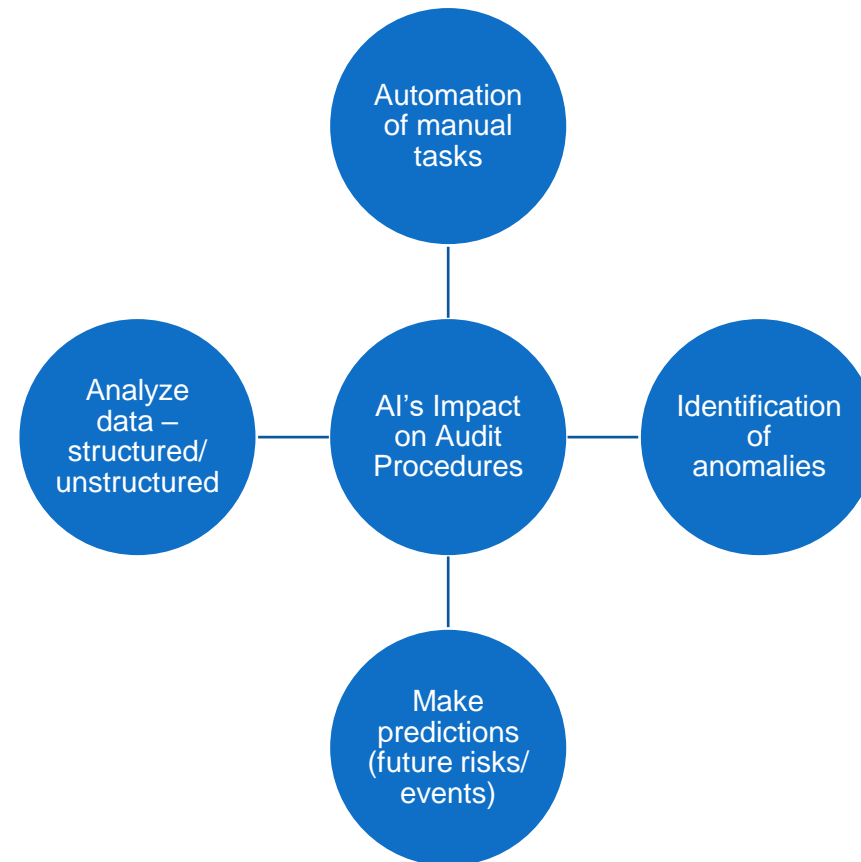 Automation
of manual
tasks
Analyze
data –
structured/
unstructured
AI’s Impact
on Audit
Procedures
Identification
of
anomalies
Make
predictions
(future risks/
events)